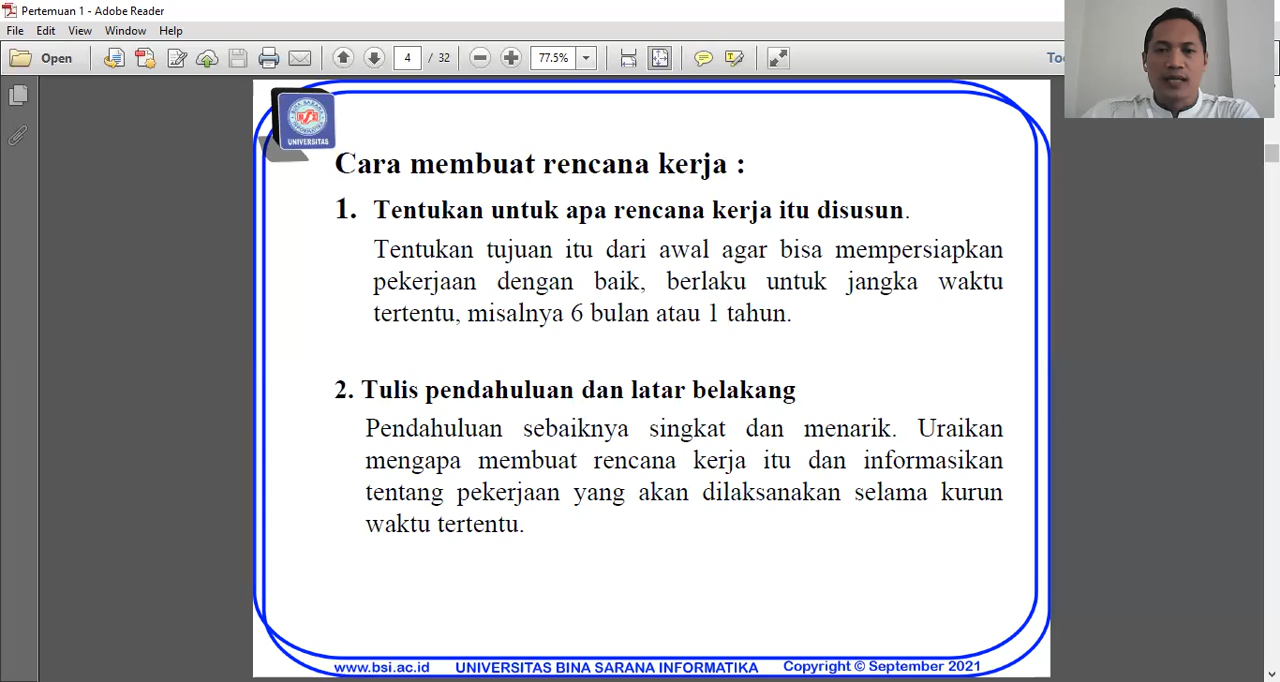 Pertemuan 1 - Adobe Reader
File Edit View Window Help
Open 4 / 32 77.5% Too
BINA SARANA
UNIVERSITAS
Cara membuat rencana kerja :
1. Tentukan untuk apa rencana kerja itu disusun.
Tentukan tujuan itu dari awal agar bisa mempersiapkan
pekerjaan dengan baik, berlaku untuk jangka waktu
tertentu, misalnya 6 bulan atau 1 tahun.
2. Tulis pendahuluan dan latar belakang
Pendahuluan sebaiknya singkat dan menarik. Uraikan
mengapa membuat rencana kerja itu dan informasikan
tentang pekerjaan yang akan dilaksanakan selama kurun
waktu tertentu.
www.bsi.ac.id UNIVERSITAS BINA SARANA INFORMATIKA Copyright © September 2021